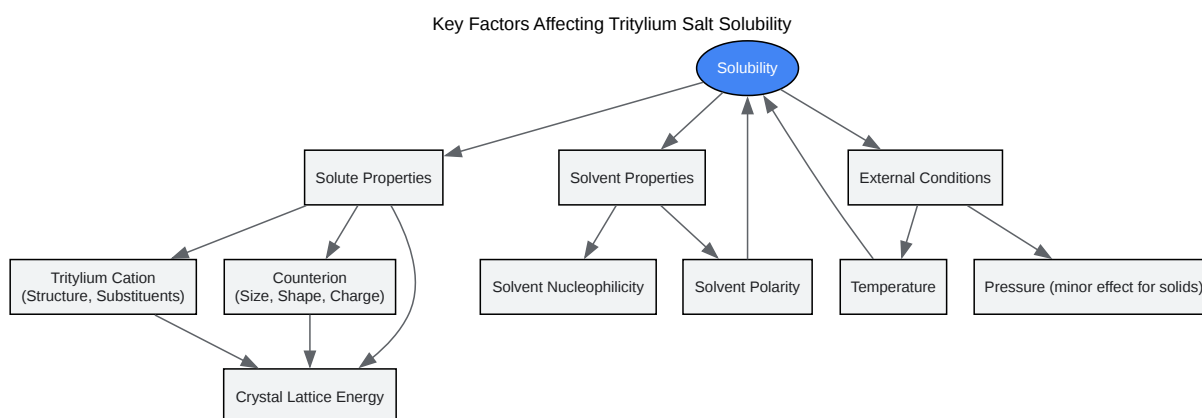 Key Factors Affecting Tritylium Salt Solubility
Solubility
Solute Properties
Solvent Properties
External Conditions
Tritylium Cation
(Structure, Substituents)
Counterion
(Size, Shape, Charge)
Solvent Nucleophilicity
Solvent Polarity
Temperature
Pressure (minor effect for solids)
Crystal Lattice Energy